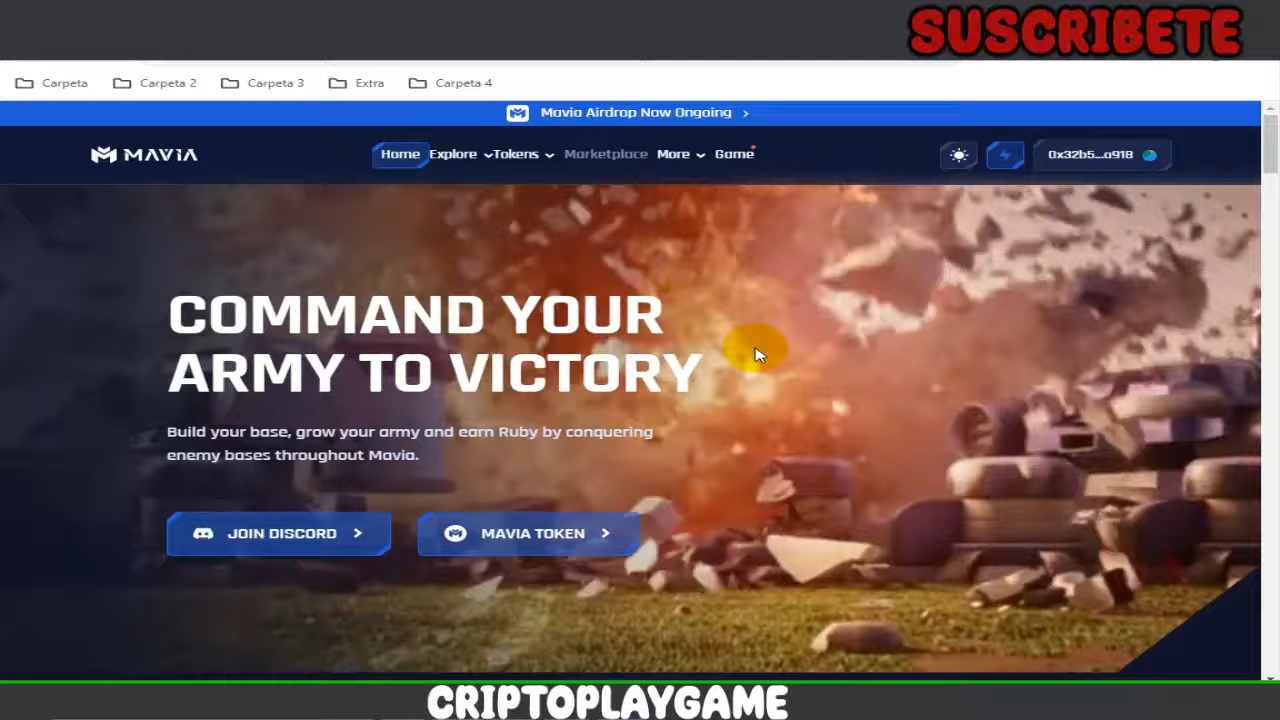 SUSCRIBETE
Carpeta Carpeta 2 Carpeta 3 Extra Carpeta 4
Mavia Airdrop Now Ongoing >
MAVIA Home Explore Tokens Marketplace More Game 0x32b5...a918
COMMAND YOUR
ARMY TO VICTORY
Build your base, grow your army and earn Ruby by conquering
enemy bases throughout Mavia.
JOIN DISCORD > MAVIA TOKEN >
CRIPTOPLAYGAME